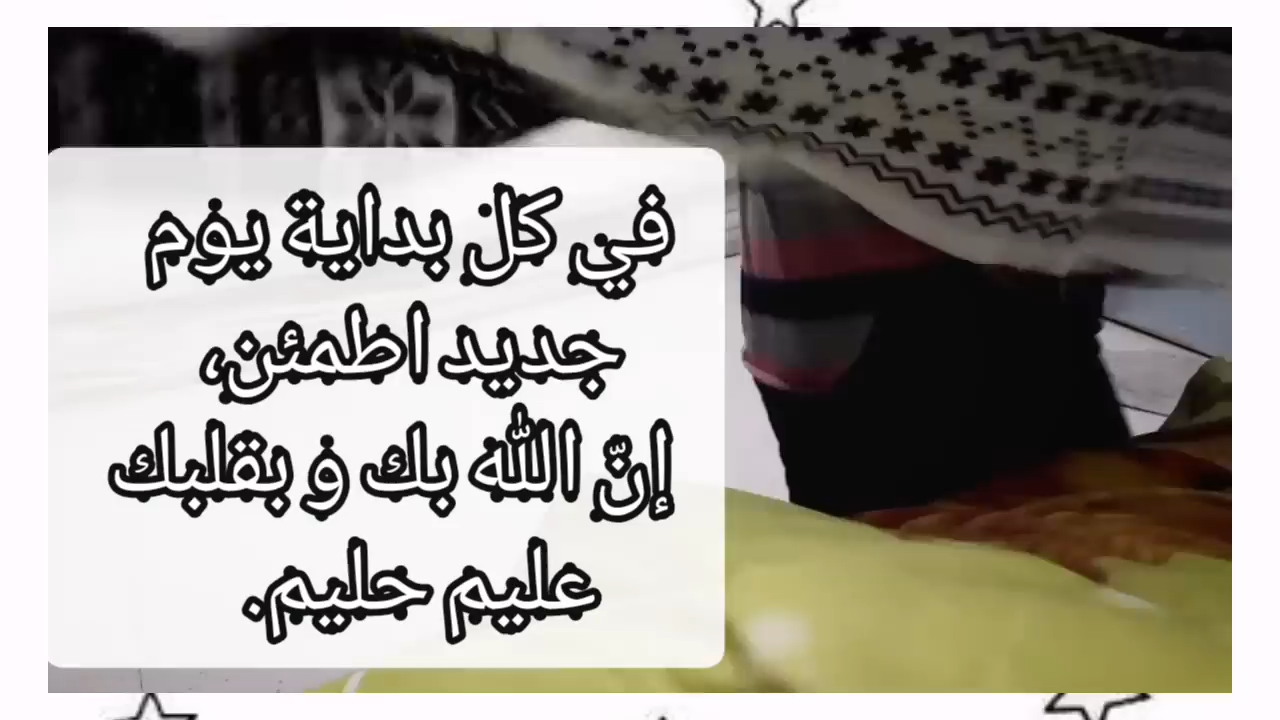 في كل بداية يوم
جديد اطمئن،
إنّ الله بك و بقلبك
عليم حليم.